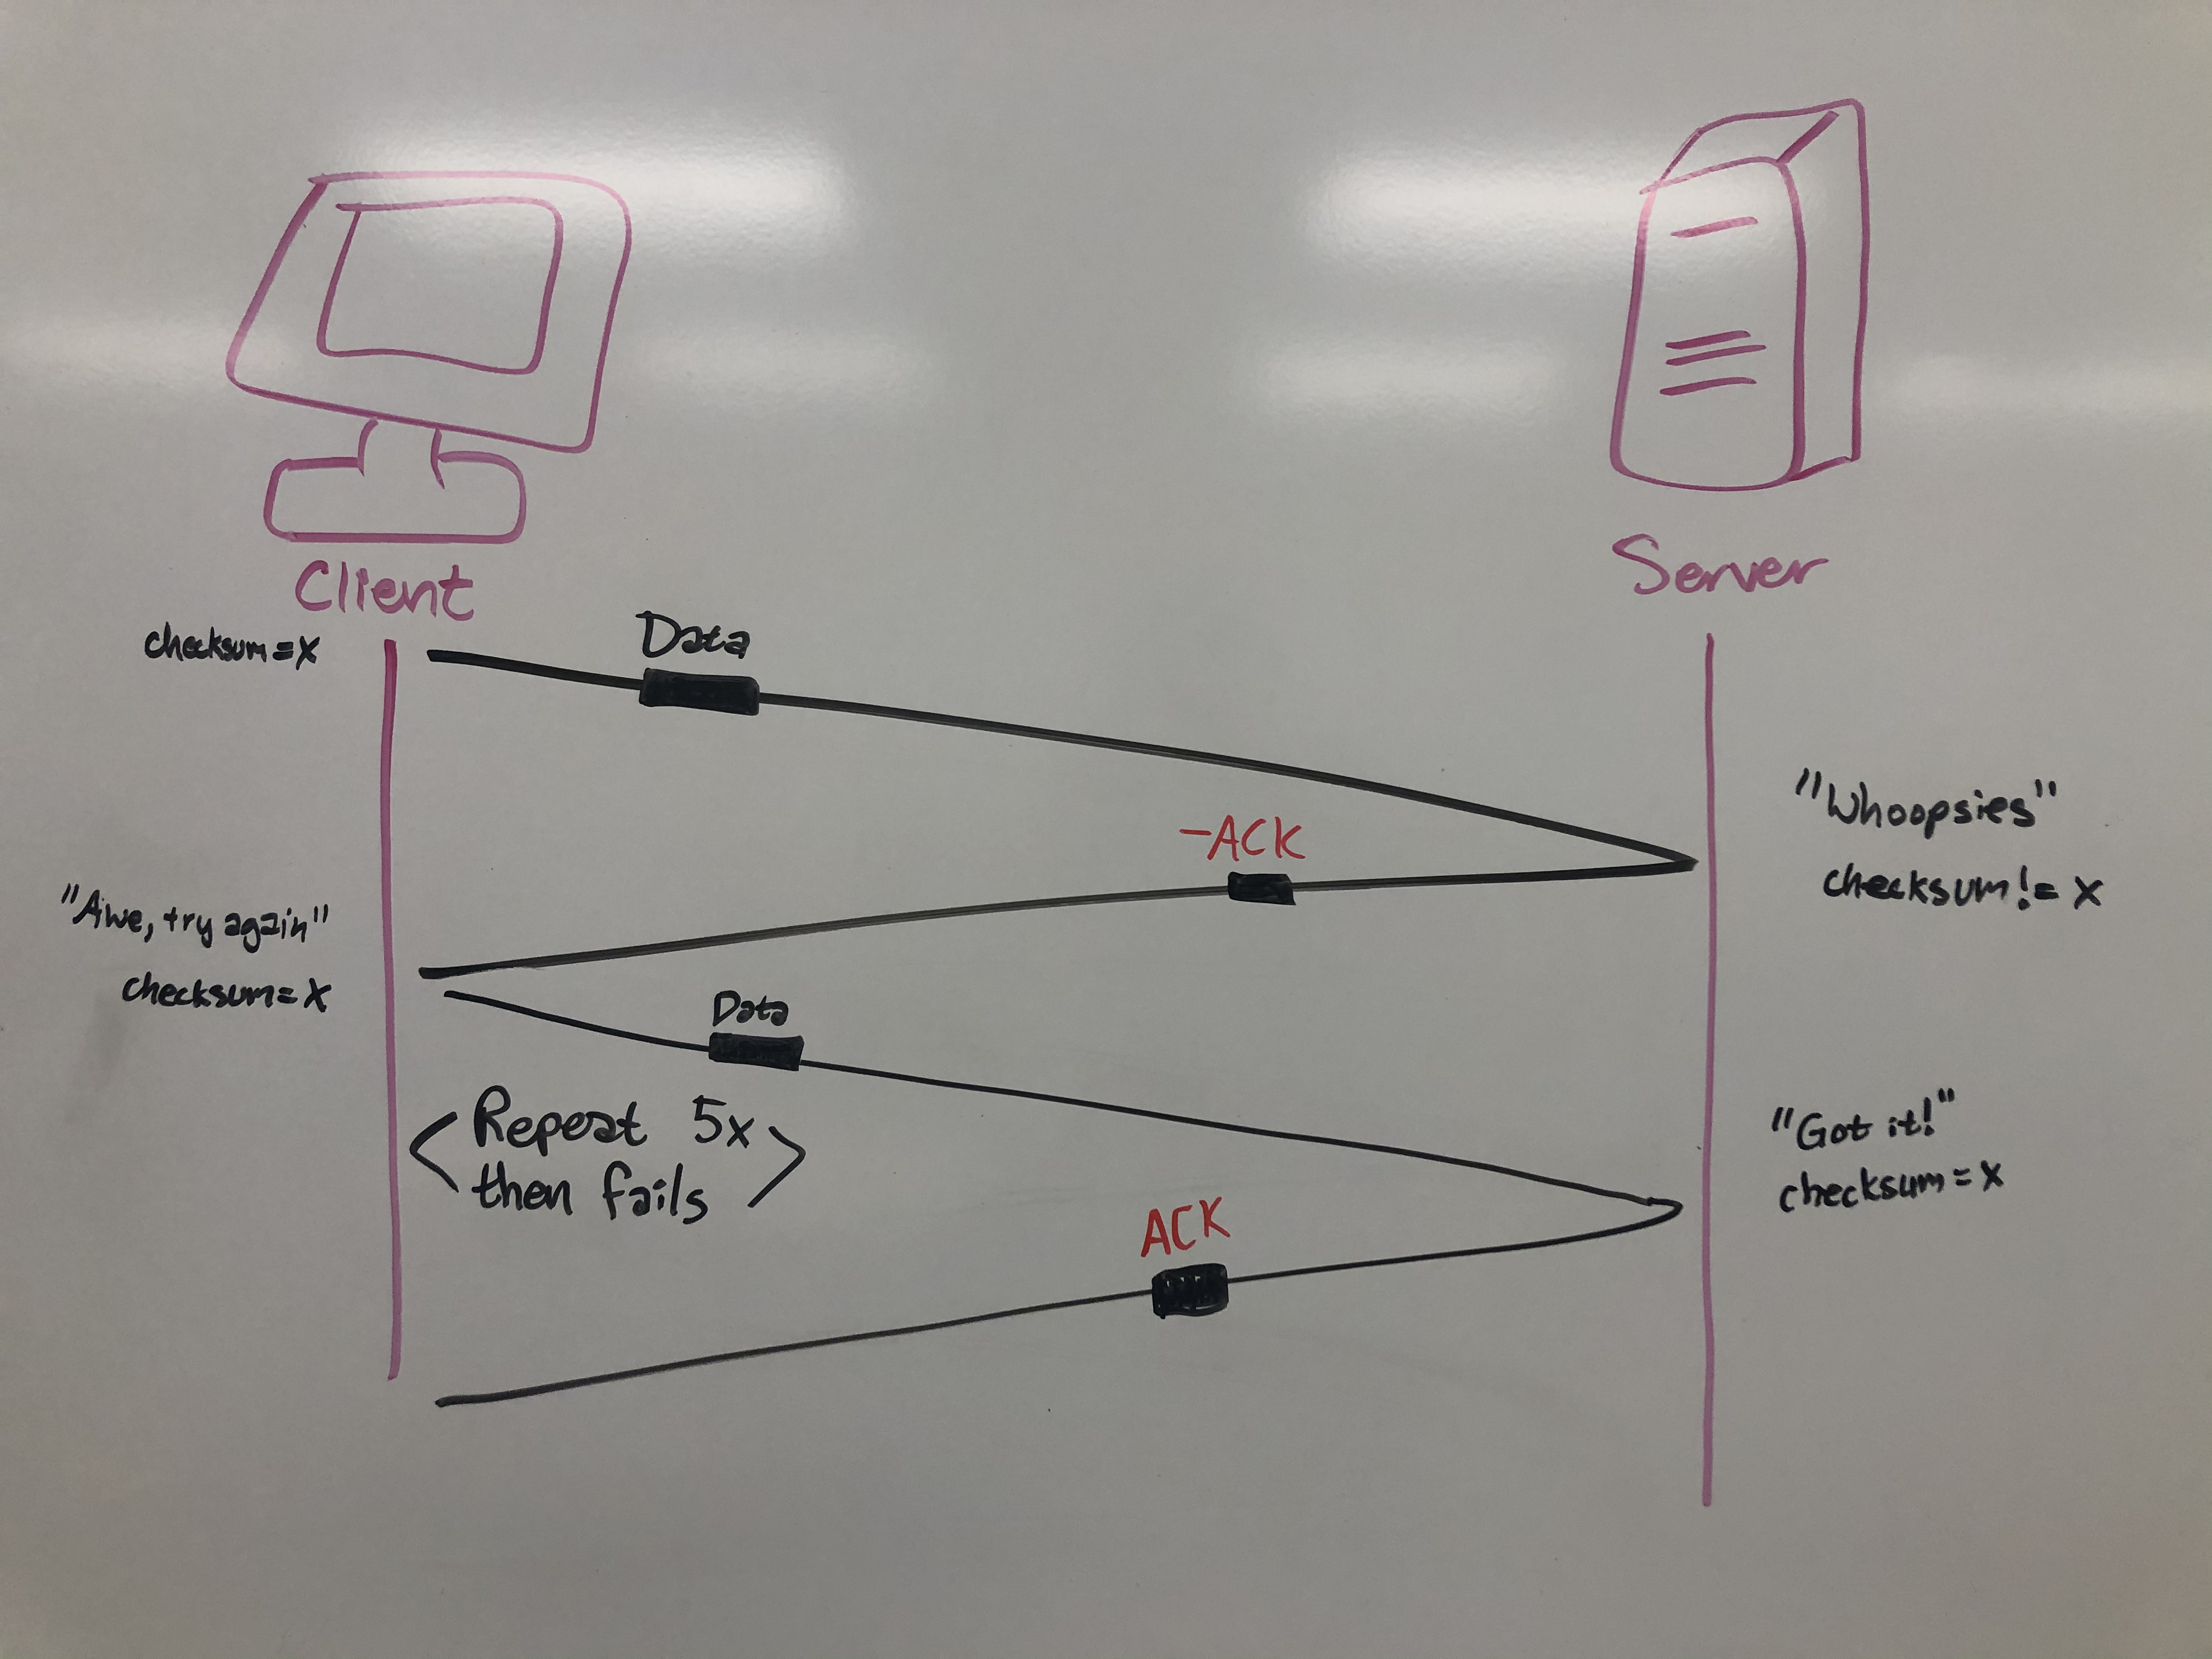 Client
Server
checksum = x
Data
"Whoopsies"
checksum != x
-ACK
"Awe, try again"
checksum = x
Data
<Repeat 5x
then fails>
"Got it!"
checksum = x
ACK